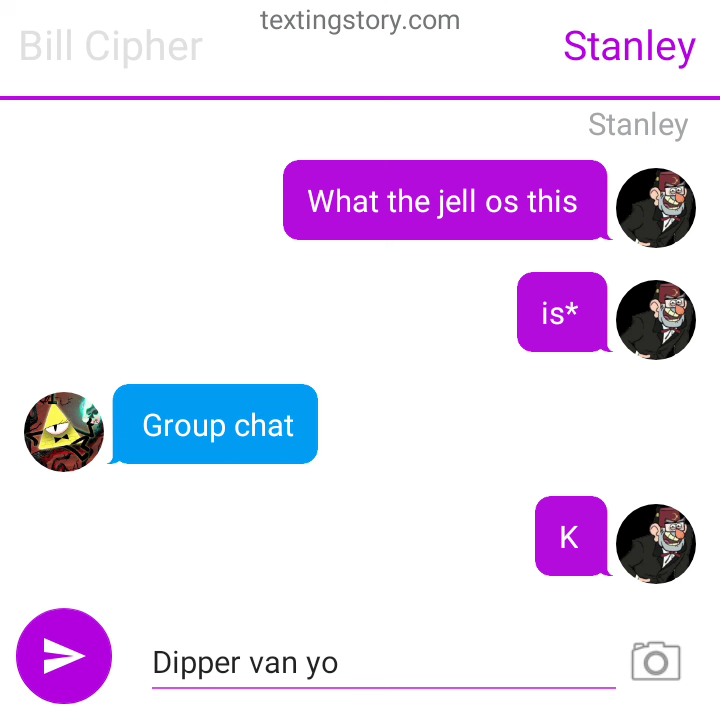 textingstory.com
Bill Cipher
Stanley
Stanley
What the jell os this
is*
Group chat
K
Dipper van yo